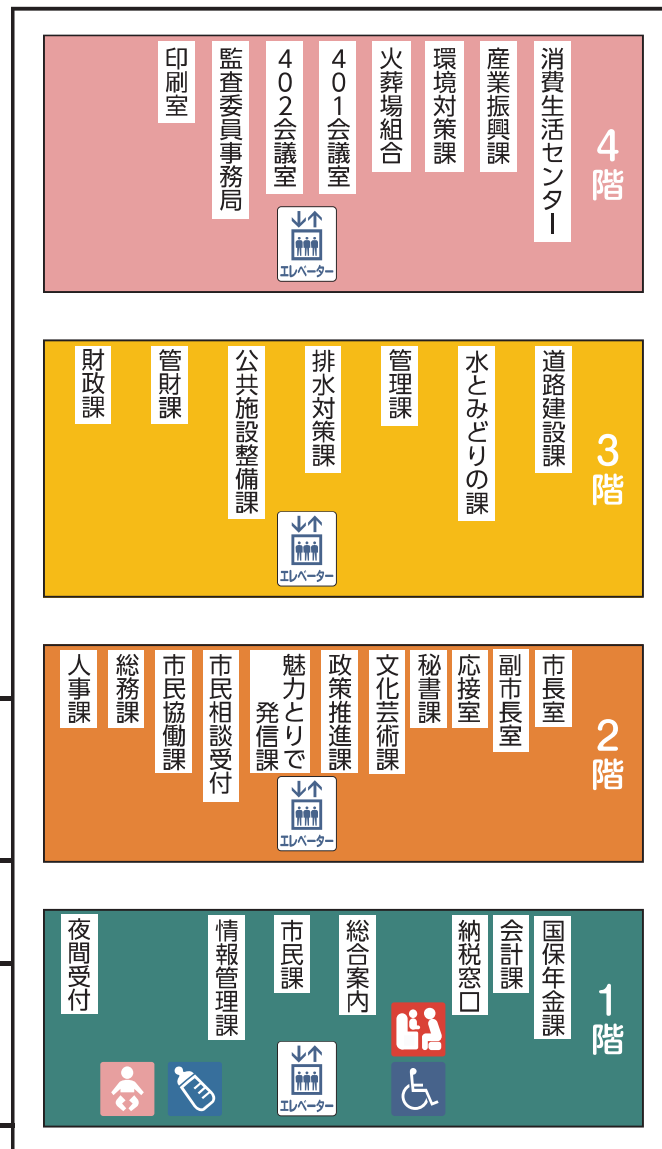 4階
消費生活センター
産業振興課
環境対策課
火葬場組合
401会議室
402会議室
監査委員事務局
印刷室
エレベーター
3階
道路建設課
水とみどりの課
管理課
排水対策課
公共施設整備課
管財課
財政課
エレベーター
2階
市長室
副市長室
応接室
秘書課
文化芸術課
政策推進課
魅力とりで
発信課
市民相談受付
市民協働課
総務課
人事課
エレベーター
1階
国保年金課
会計課
納税窓口
総合案内
市民課
情報管理課
夜間受付
エレベーター